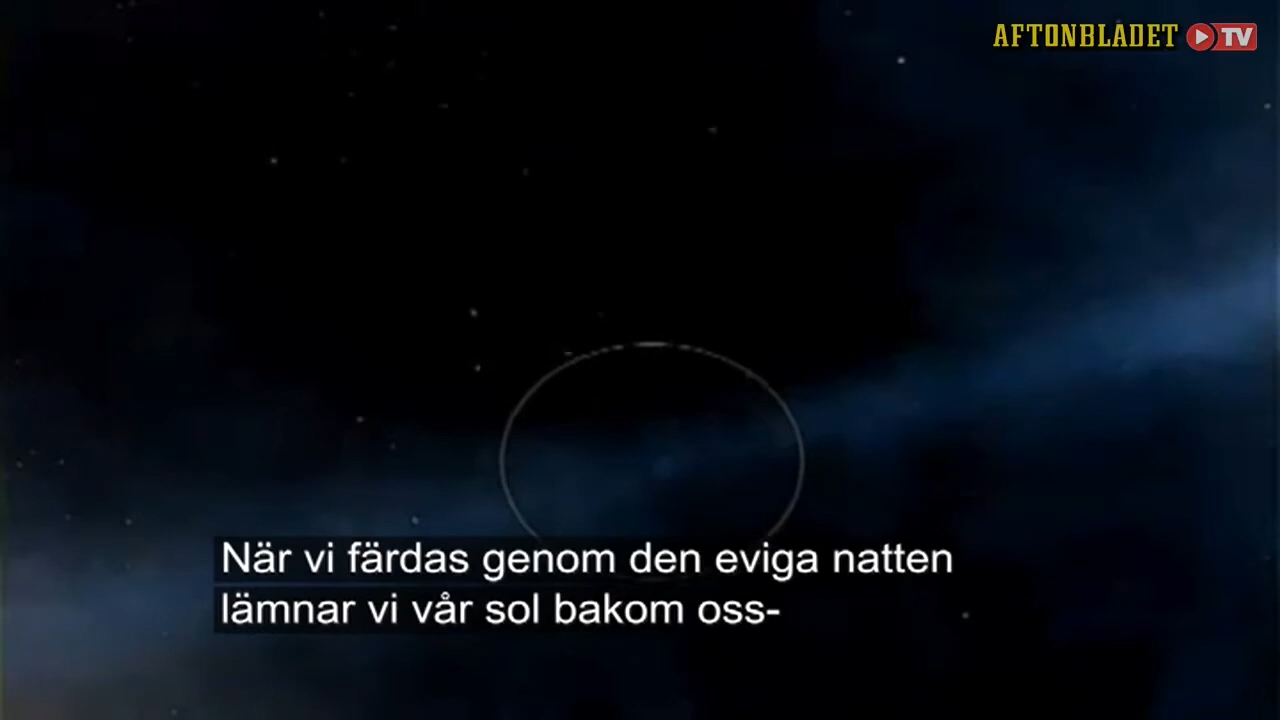 AFTONBLADET TV
När vi färdas genom den eviga natten
lämnar vi vår sol bakom oss-